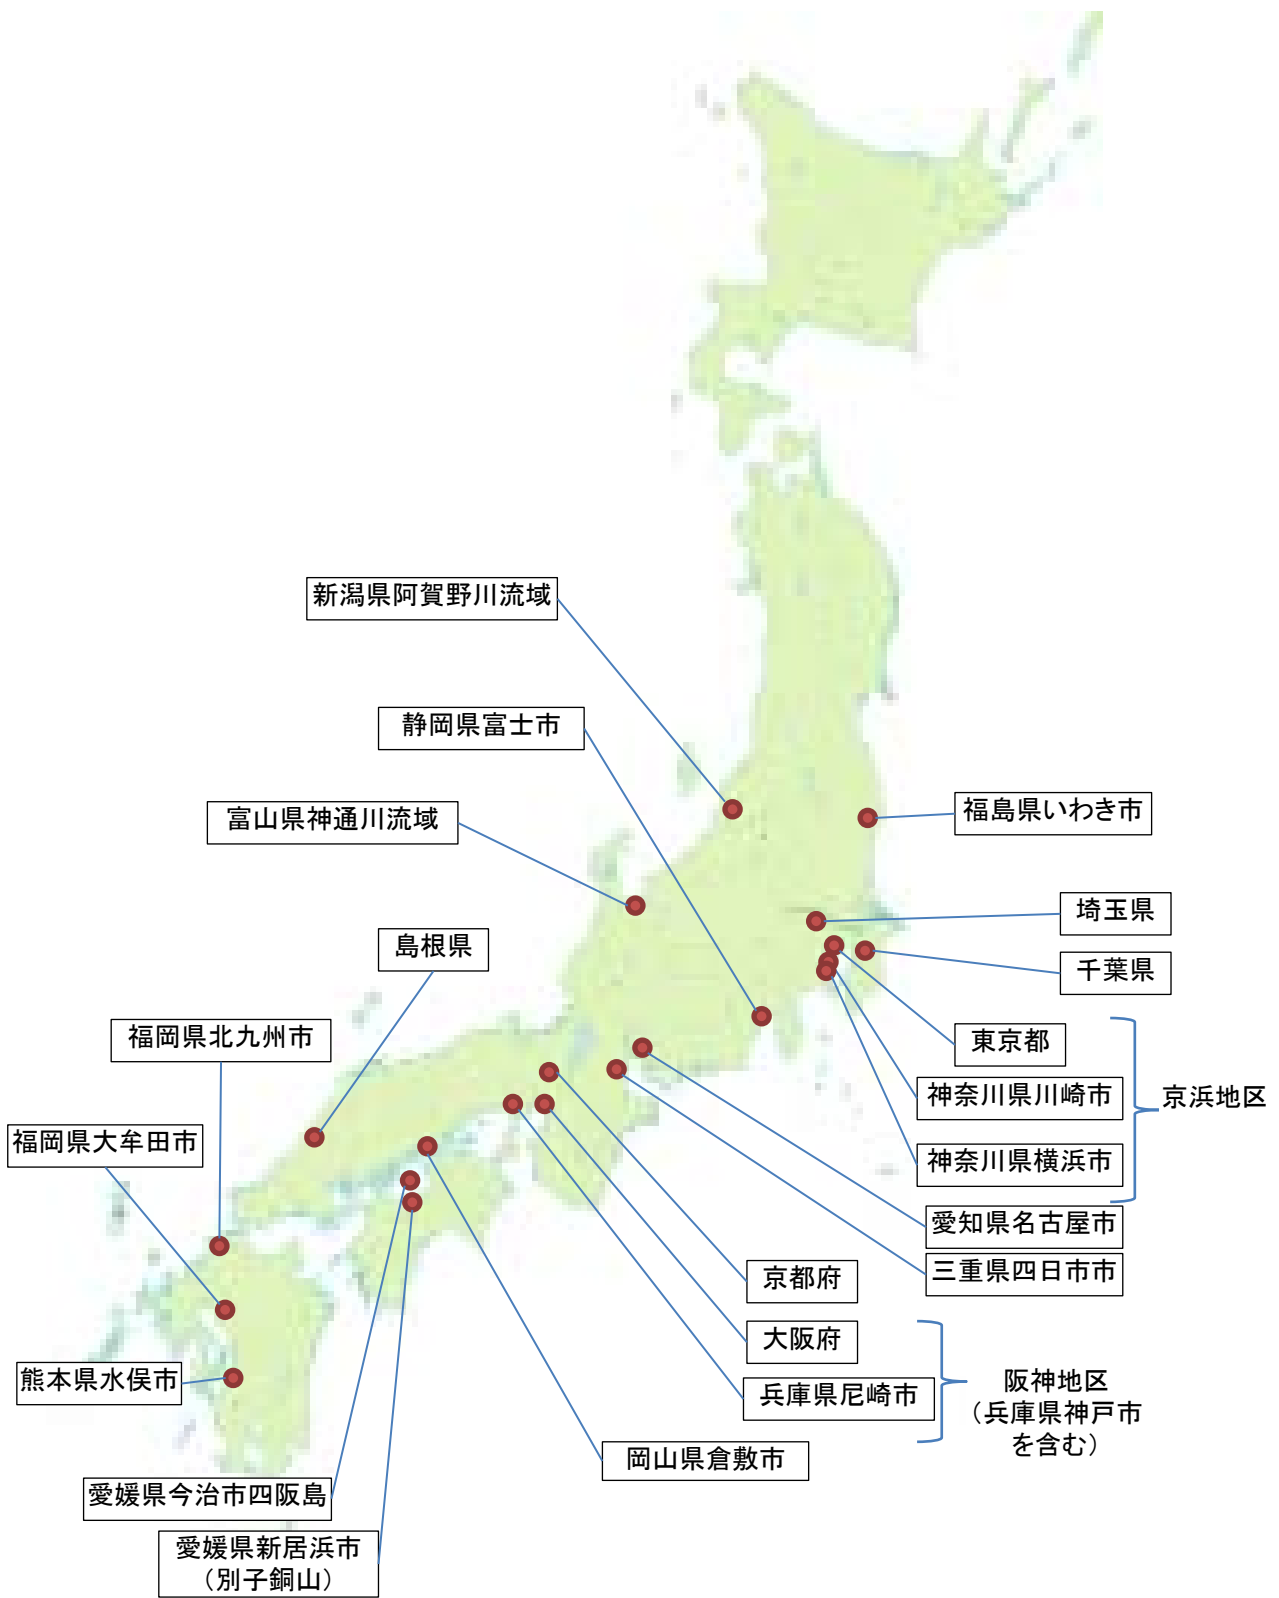 新潟県阿賀野川流域
静岡県富士市
富山県神通川流域
福島県いわき市
埼玉県
島根県
千葉県
福岡県北九州市
東京都
神奈川県川崎市
京浜地区
福岡県大牟田市
神奈川県横浜市
愛知県名古屋市
三重県四日市市
京都府
大阪府
熊本県水俣市
兵庫県尼崎市
阪神地区
（兵庫県神戸市
を含む）
岡山県倉敷市
愛媛県今治市四阪島
愛媛県新居浜市
（別子銅山）